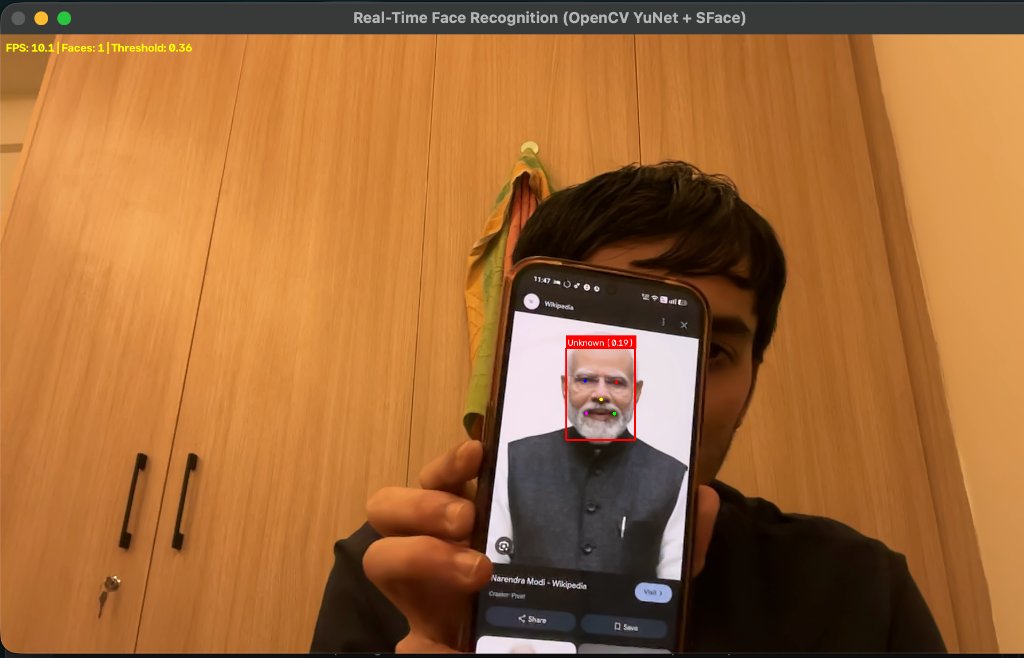 Real-Time Face Recognition (OpenCV YuNet + SFace)
FPS: 10.1 | Faces: 1 | Threshold: 0.36
11:47
Wikipedia
Unknown (0.19)
Narendra Modi - Wikipedia
Visit >
Share
Save